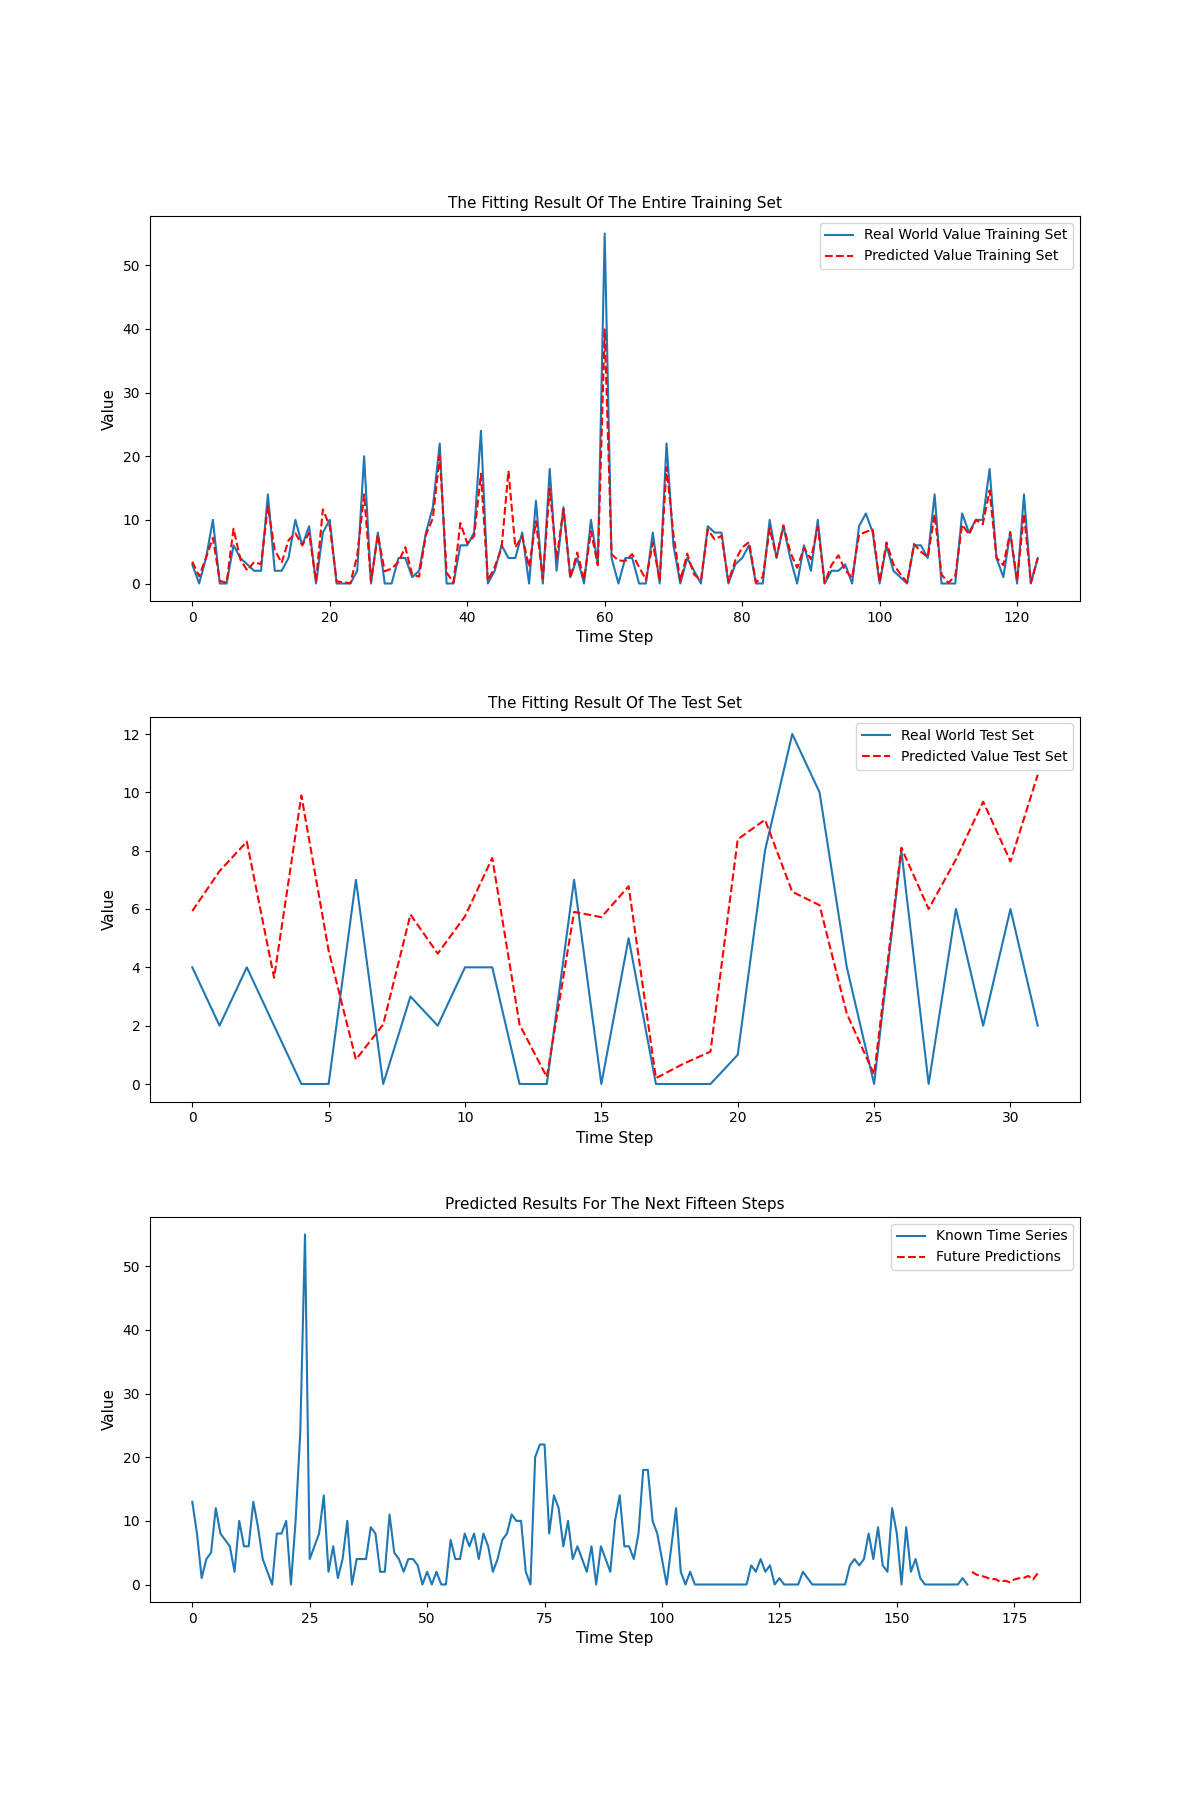 The Fitting Result Of The Entire Training Set
Real World Value Training Set
Predicted Value Training Set
50
40
30
20
10
0
Value
0 20 40 60 80 100 120
Time Step
The Fitting Result Of The Test Set
Real World Test Set
Predicted Value Test Set
12
10
8
6
4
2
0
Value
0 5 10 15 20 25 30
Time Step
Predicted Results For The Next Fifteen Steps
Known Time Series
Future Predictions
50
40
30
20
10
0
Value
0 25 50 75 100 125 150 175
Time Step